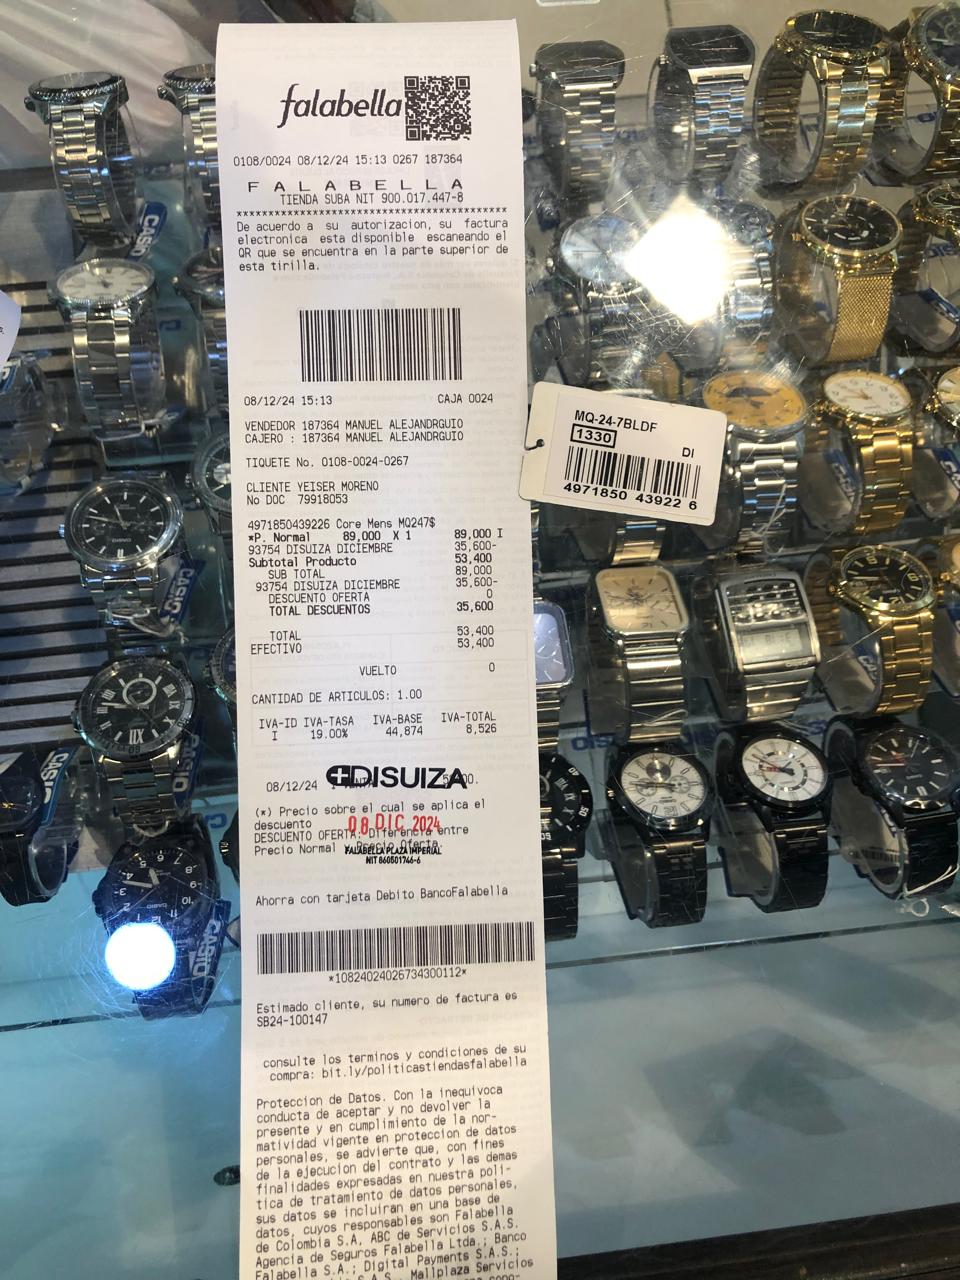 falabella
0108/0024 08/12/24 15:13 0267 187364
F A L A B E L L A
TIENDA SUBA NIT 900.017.447-8
****************************************************
De acuerdo a su autorizacion, su factura
electronica esta disponible escaneando el
QR que se encuentra en la parte superior de
esta tirilla.
08/12/24 15:13 CAJA 0024
VENDEDOR 187364 MANUEL ALEJANDRGUIO
CAJERO : 187364 MANUEL ALEJANDRGUIO
TIQUETE No. 0108-0024-0267
CLIENTE YEISER MORENO
No DOC 79918053
4971850439226 Core Mens MQ247$
*P. Normal 89,000 X 1 89,000 I
93754 DISUIZA DICIEMBRE 35,600-
Subtotal Producto 53,400
SUB TOTAL 89,000
93754 DISUIZA DICIEMBRE 35,600-
DESCUENTO OFERTA 0
TOTAL DESCUENTOS 35,600
TOTAL 53,400
EFECTIVO 53,400
VUELTO 0
CANTIDAD DE ARTICULOS: 1.00
IVA-ID IVA-TASA IVA-BASE IVA-TOTAL
I 19.00% 44,874 8,526
DISUIZA
08/12/24
(*) Precio sobre el cual se aplica el
descuento
08 DIC 2024
DESCUENTO OFERTA: Diferencia entre
Precio Normal y Precio Oferta
FALABELLA PLAZA IMPERIAL
NIT 860501746-6
Ahorra con tarjeta Debito BancoFalabella
*10824024026734300112*
Estimado cliente, su numero de factura es
SB24-100147
consulte los terminos y condiciones de su
compra: bit.ly/politicastiendasfalabella
Proteccion de Datos. Con la inequivoca
conducta de aceptar y no devolver la
presente y en cumplimiento de la nor-
matividad vigente en proteccion de datos
personales, se advierte que, con fines
de la ejecucion del contrato y las demas
finalidades expresadas en nuestra poli-
tica de tratamiento de datos personales,
sus datos se incluiran en una base de
datos, cuyos responsables son Falabella
de Colombia S.A, ABC de Servicios S.A.S.
Agencia de Seguros Falabella Ltda.; Banco
Falabella S.A.; Digital Payments S.A.S.;
Mallplaza Servicios
MQ-24-7BLDF
1330
DI
4971850 43922 6
CASIO
CASIO
CASIO
CASIO
CASIO